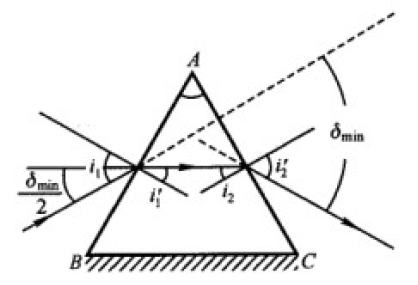 A
δmin
i₁
i₁′
i₂
i₂′
δmin/2
B
C